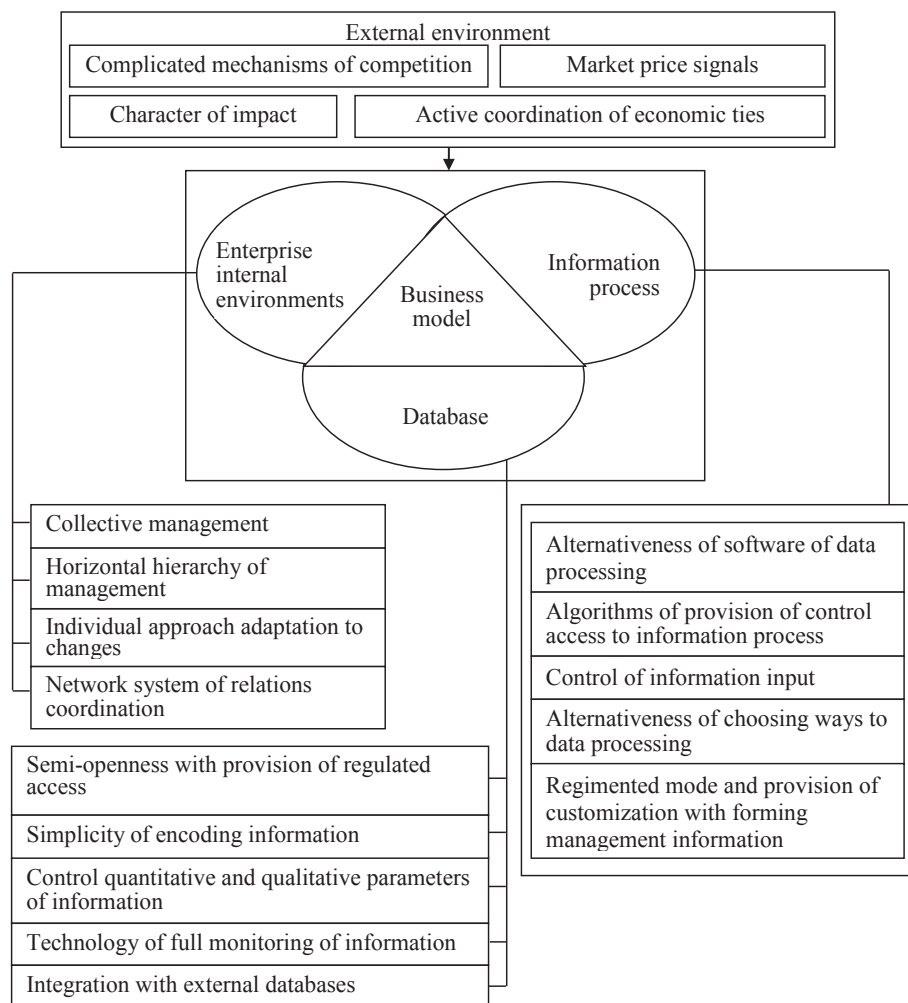 External environment
Complicated mechanisms of competition
Market price signals
Character of impact
Active coordination of economic ties
Enterprise
internal
environments
Business
model
Information
process
Database
Collective management
Horizontal hierarchy of
management
Individual approach adaptation to
changes
Network system of relations
coordination
Alternativeness of software of data
processing
Algorithms of provision of control
access to information process
Control of information input
Alternativeness of choosing ways to
data processing
Regimented mode and provision of
customization with forming
management information
Semi-openness with provision of regulated
access
Simplicity of encoding information
Control quantitative and qualitative parameters
of information
Technology of full monitoring of information
Integration with external databases